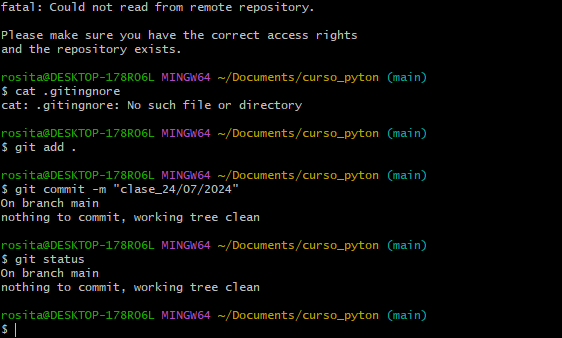 fatal: Could not read from remote repository.
Please make sure you have the correct access rights
and the repository exists.
rosita@DESKTOP-178RO6L MINGW64 ~/Documents/curso_pyton (main)
$ cat .gitingnore
cat: .gitingnore: No such file or directory
rosita@DESKTOP-178RO6L MINGW64 ~/Documents/curso_pyton (main)
$ git add .
rosita@DESKTOP-178RO6L MINGW64 ~/Documents/curso_pyton (main)
$ git commit -m "clase_24/07/2024"
On branch main
nothing to commit, working tree clean
rosita@DESKTOP-178RO6L MINGW64 ~/Documents/curso_pyton (main)
$ git status
On branch main
nothing to commit, working tree clean
rosita@DESKTOP-178RO6L MINGW64 ~/Documents/curso_pyton (main)
$